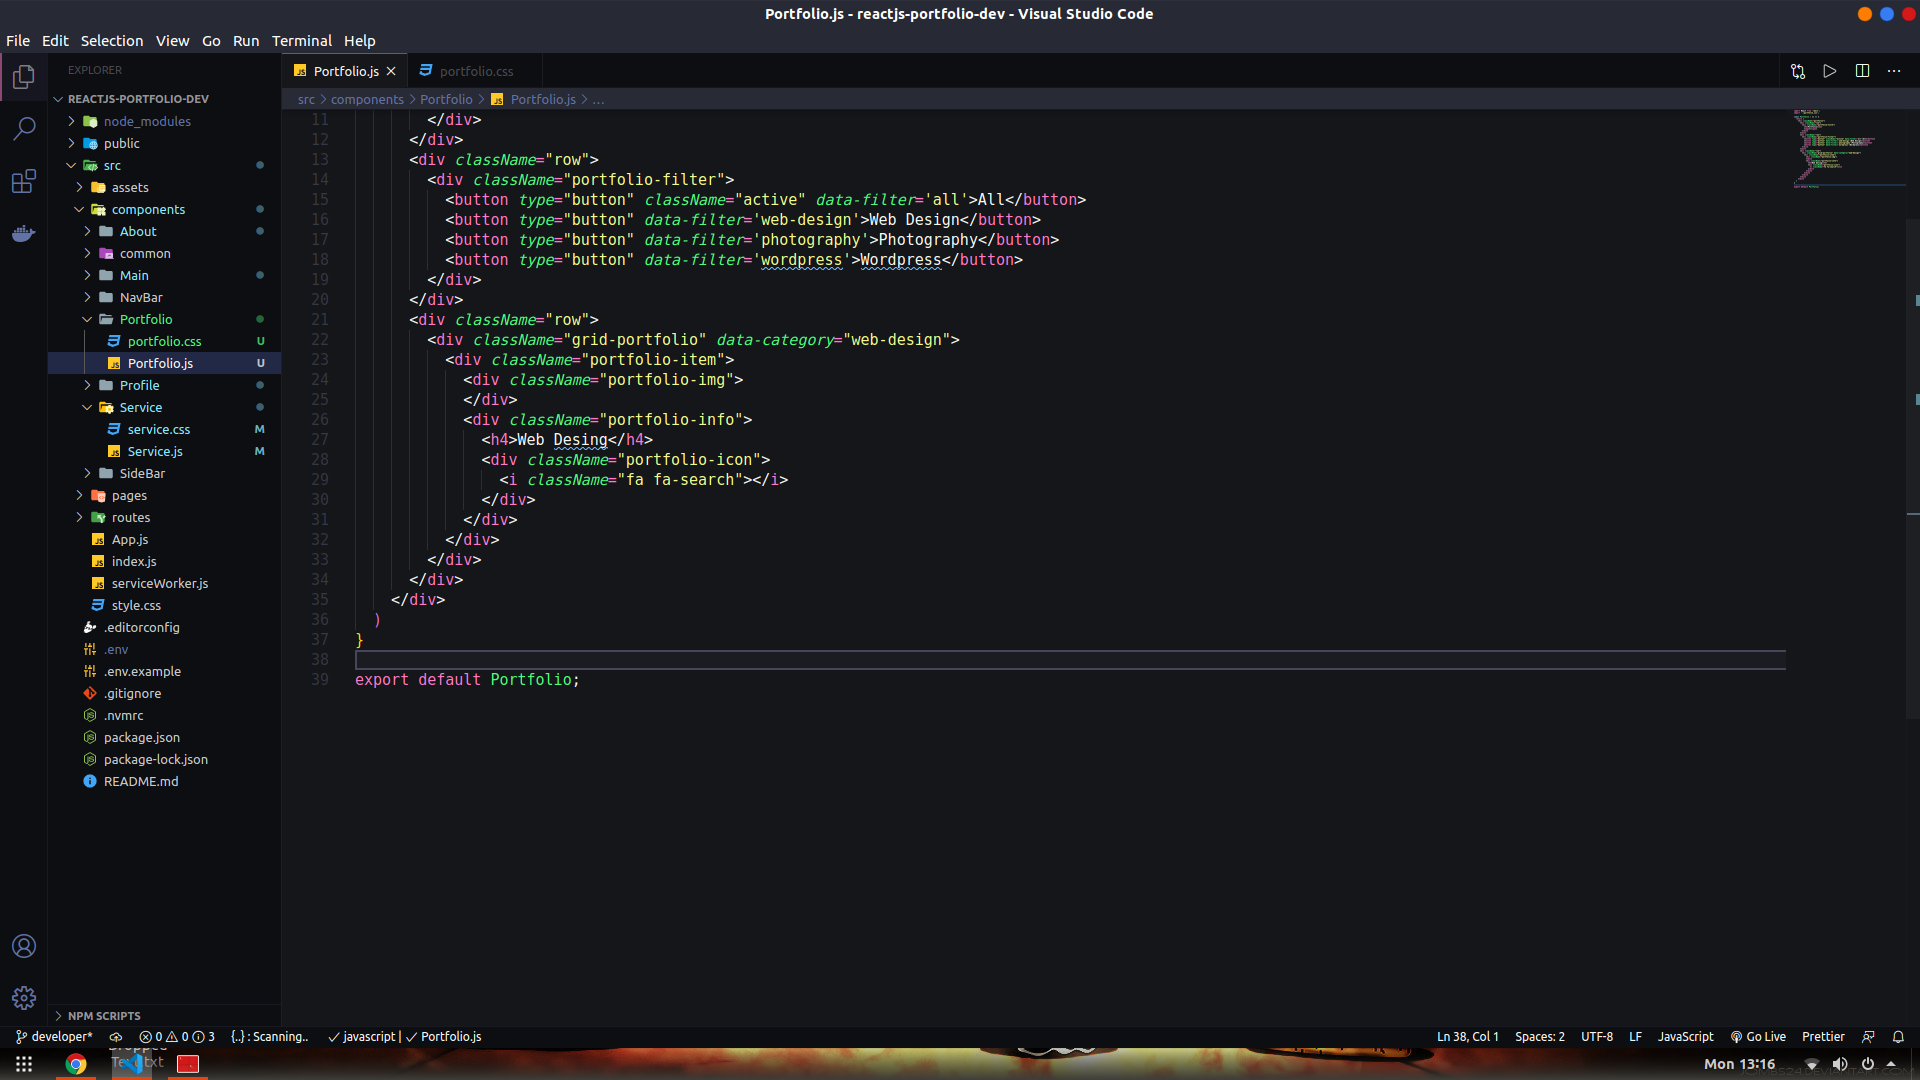 Portfolio.js - reactjs-portfolio-dev - Visual Studio Code
File Edit Selection View Go Run Terminal Help
EXPLORER
REACTJS-PORTFOLIO-DEV
node_modules
public
src
assets
components
About
common
Main
NavBar
Portfolio
portfolio.css U
Portfolio.js U
Profile
Service
service.css M
Service.js M
SideBar
pages
routes
App.js
index.js
serviceWorker.js
style.css
.editorconfig
.env
.env.example
.gitignore
.nvmrc
package.json
package-lock.json
README.md
NPM SCRIPTS
Portfolio.js portfolio.css
src > components > Portfolio > Portfolio.js > ...
11 </div>
12 </div>
13 <div className="row">
14 <div className="portfolio-filter">
15 <button type="button" className="active" data-filter='all'>All</button>
16 <button type="button" data-filter='web-design'>Web Design</button>
17 <button type="button" data-filter='photography'>Photography</button>
18 <button type="button" data-filter='wordpress'>Wordpress</button>
19 </div>
20 </div>
21 <div className="row">
22 <div className="grid-portfolio" data-category="web-design">
23 <div className="portfolio-item">
24 <div className="portfolio-img">
25 </div>
26 <div className="portfolio-info">
27 <h4>Web Desing</h4>
28 <div className="portfolio-icon">
29 <i className="fa fa-search"></i>
30 </div>
31 </div>
32 </div>
33 </div>
34 </div>
35 </div>
36 )
37 }
38
39 export default Portfolio;
developer* 0 0 3 {..} : Scanning.. ✓ javascript | ✓ Portfolio.js Ln 38, Col 1 Spaces: 2 UTF-8 LF JavaScript Go Live Prettier
Mon 13:16